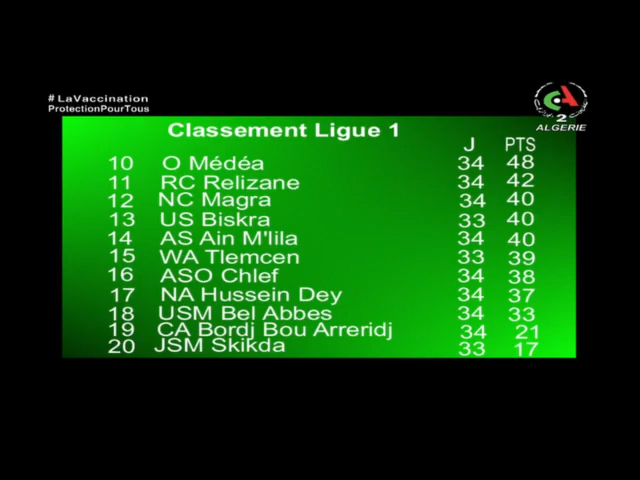 # LaVaccination
ProtectionPourTous
CA
2
ALGERIE
Classement Ligue 1
J PTS
10 O Médéa 34 48
11 RC Relizane 34 42
12 NC Magra 34 40
13 US Biskra 33 40
14 AS Ain M'lila 34 40
15 WA Tlemcen 33 39
16 ASO Chlef 34 38
17 NA Hussein Dey 34 37
18 USM Bel Abbes 34 33
19 CA Bordj Bou Arreridj 34 21
20 JSM Skikda 33 17